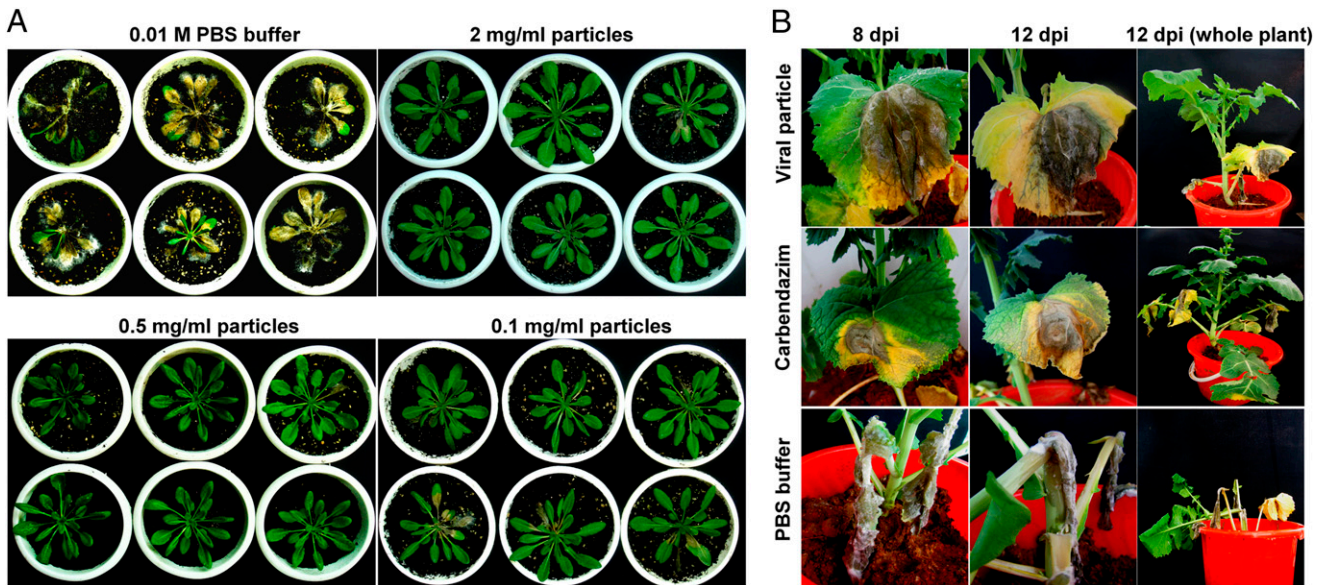 A
0.01 M PBS buffer
2 mg/ml particles
0.5 mg/ml particles
0.1 mg/ml particles
B
8 dpi
12 dpi
12 dpi (whole plant)
Viral particle
Carbendazim
PBS buffer